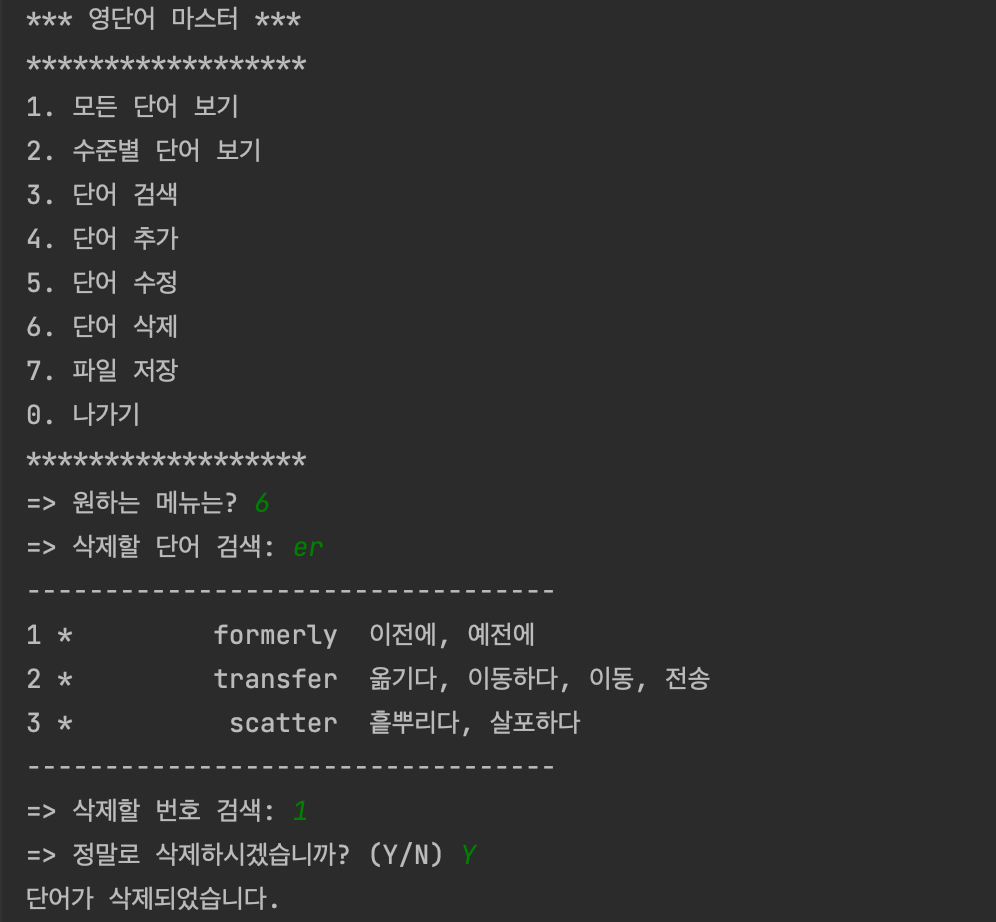 *** 영단어 마스터 ***
******************
1. 모든 단어 보기
2. 수준별 단어 보기
3. 단어 검색
4. 단어 추가
5. 단어 수정
6. 단어 삭제
7. 파일 저장
0. 나가기
******************
=> 원하는 메뉴는? 6
=> 삭제할 단어 검색: er
----------------------------------
1 *         formerly  이전에, 예전에
2 *         transfer  옮기다, 이동하다, 이동, 전송
3 *          scatter  흩뿌리다, 살포하다
----------------------------------
=> 삭제할 번호 검색: 1
=> 정말로 삭제하시겠습니까? (Y/N) Y
단어가 삭제되었습니다.